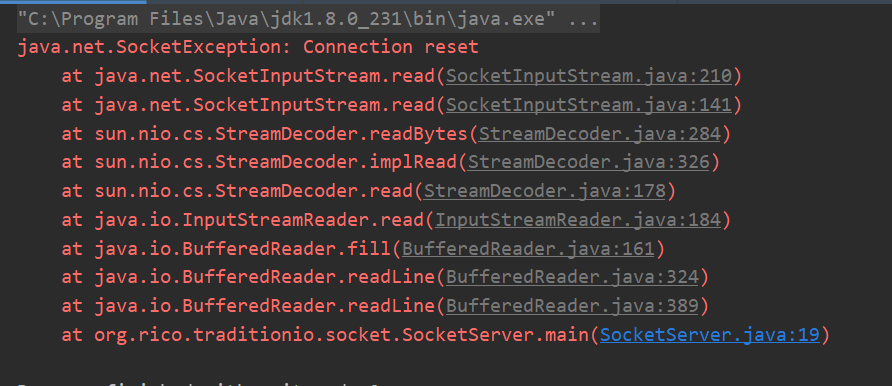 "C:\Program Files\Java\jdk1.8.0_231\bin\java.exe" ...
java.net.SocketException: Connection reset
at java.net.SocketInputStream.read(SocketInputStream.java:210)
at java.net.SocketInputStream.read(SocketInputStream.java:141)
at sun.nio.cs.StreamDecoder.readBytes(StreamDecoder.java:284)
at sun.nio.cs.StreamDecoder.implRead(StreamDecoder.java:326)
at sun.nio.cs.StreamDecoder.read(StreamDecoder.java:178)
at java.io.InputStreamReader.read(InputStreamReader.java:184)
at java.io.BufferedReader.fill(BufferedReader.java:161)
at java.io.BufferedReader.readLine(BufferedReader.java:324)
at java.io.BufferedReader.readLine(BufferedReader.java:389)
at org.rico.traditionio.socket.SocketServer.main(SocketServer.java:19)